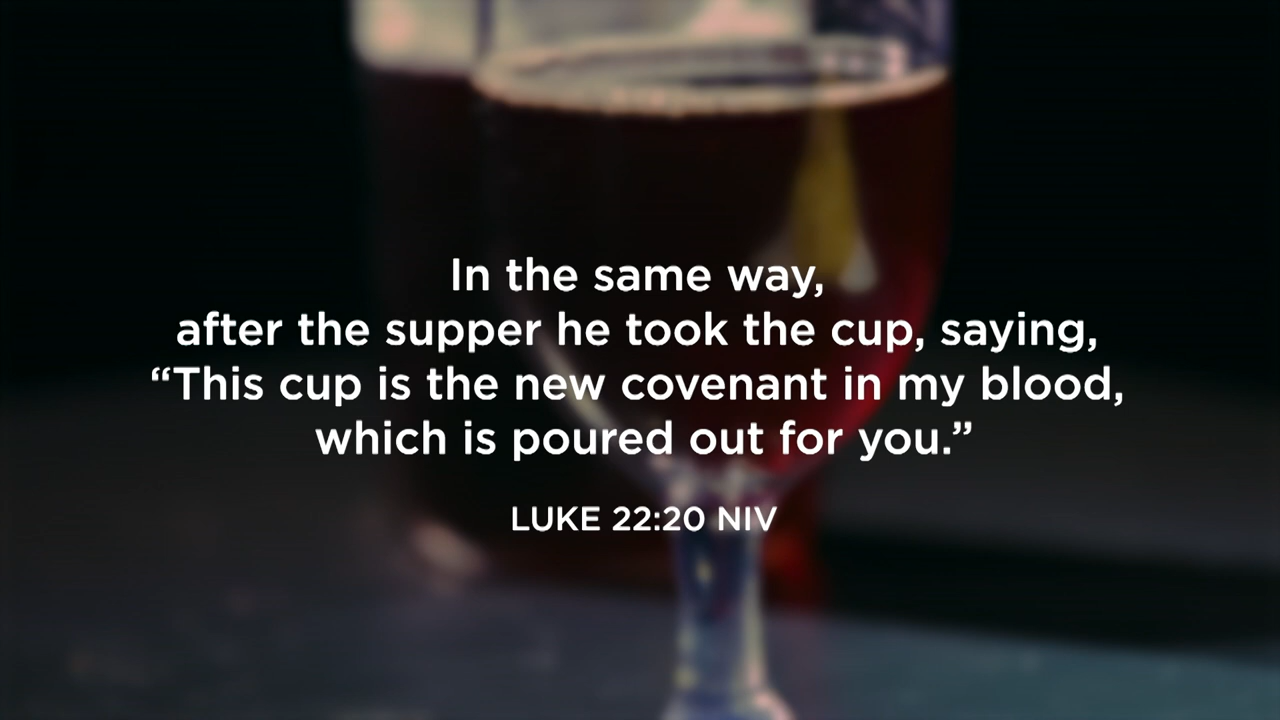 In the same way,
after the supper he took the cup, saying,
“This cup is the new covenant in my blood,
which is poured out for you.”
LUKE 22:20 NIV